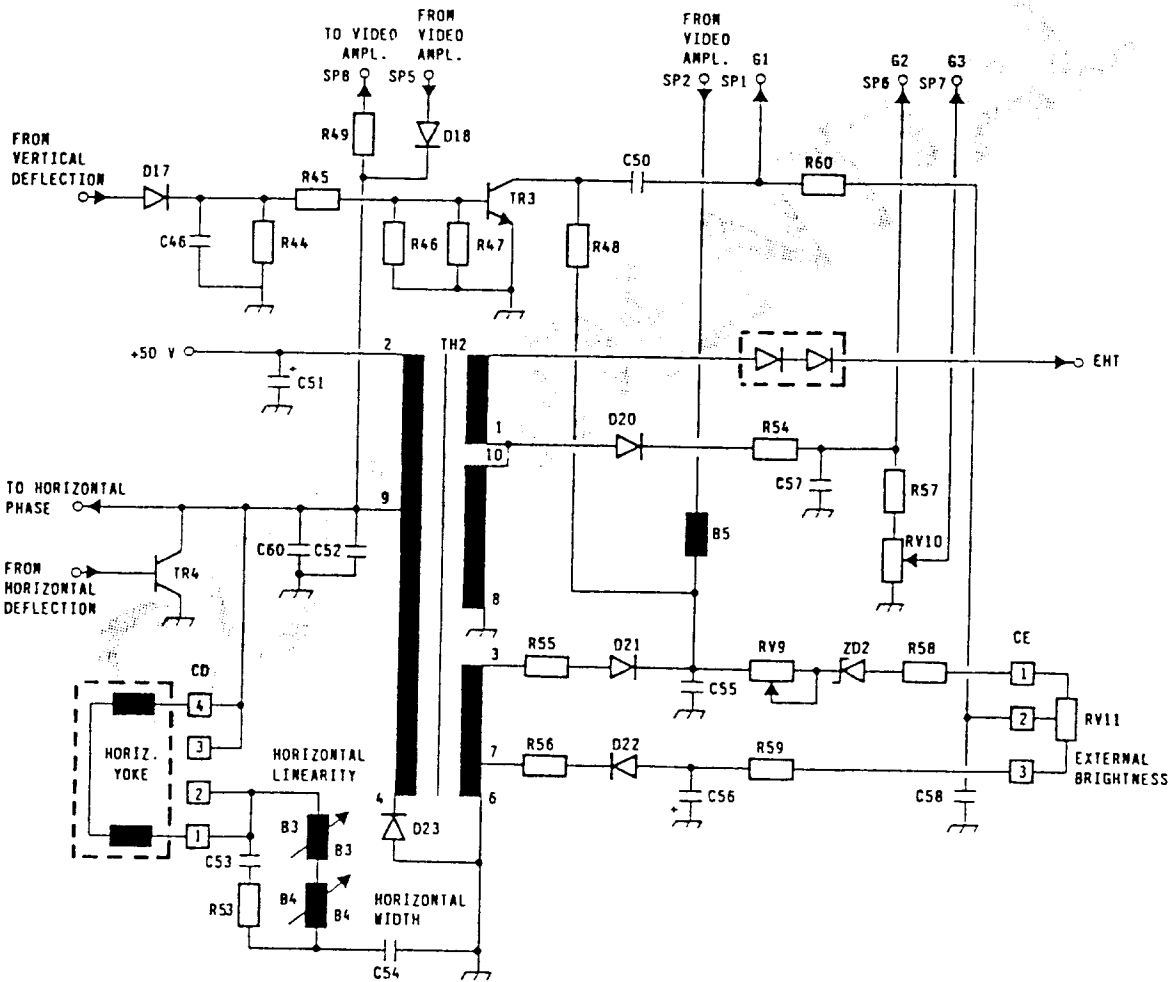 FROM
VIDEO
AMPL.
SP5
TO VIDEO
AMPL.
SP8
FROM
VIDEO
AMPL.
SP2
G1
SP1
G2
SP6
G3
SP7
FROM
VERTICAL
DEFLECTION
D17
R49
D18
C50
R60
R45
TR3
C46
R44
R46
R47
R48
+50 V
2
TH2
C51
EHT
1
10
D20
R54
C57
R57
TO HORIZONTAL
PHASE
9
B5
RV10
C60
C52
FROM
HORIZONTAL
DEFLECTION
TR4
8
3
R55
D21
RV9
ZD2
R58
CE
1
C55
CD
4
3
2
1
HORIZ.
YOKE
HORIZONTAL
LINEARITY
7
R56
D22
R59
2
RV11
3
EXTERNAL
BRIGHTNESS
C56
C58
4
6
D23
B3
B3
C53
R53
B4
B4
HORIZONTAL
WIDTH
C54
+
+